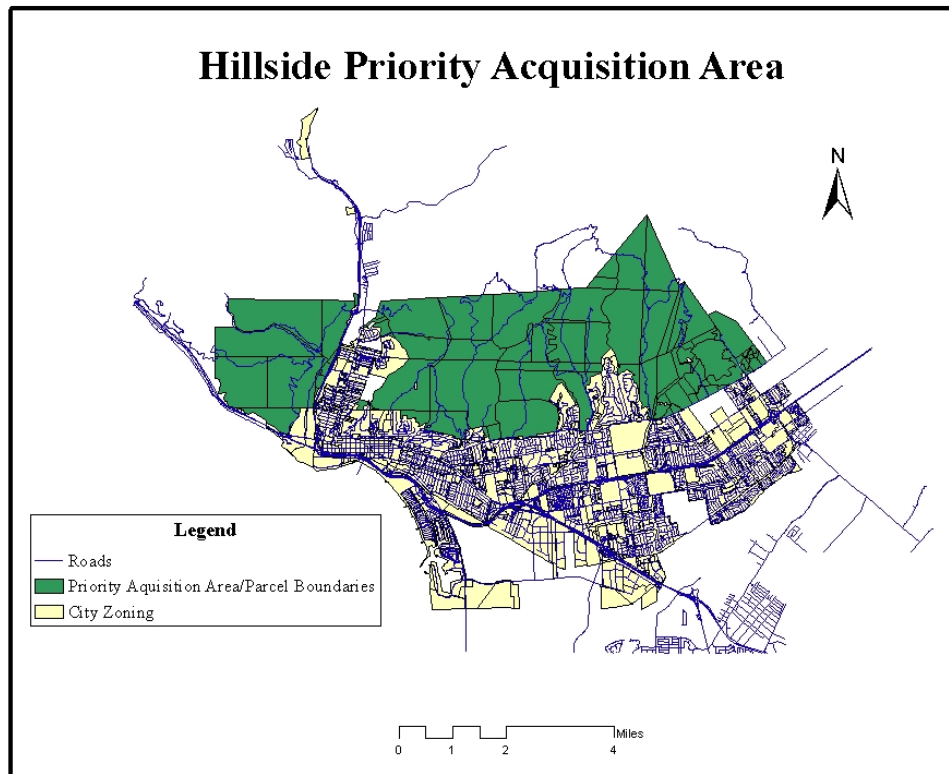 Hillside Priority Acquisition Area
N
Legend
Roads
Priority Aquisition Area/Parcel Boundaries
City Zoning
Miles
0 1 2 4